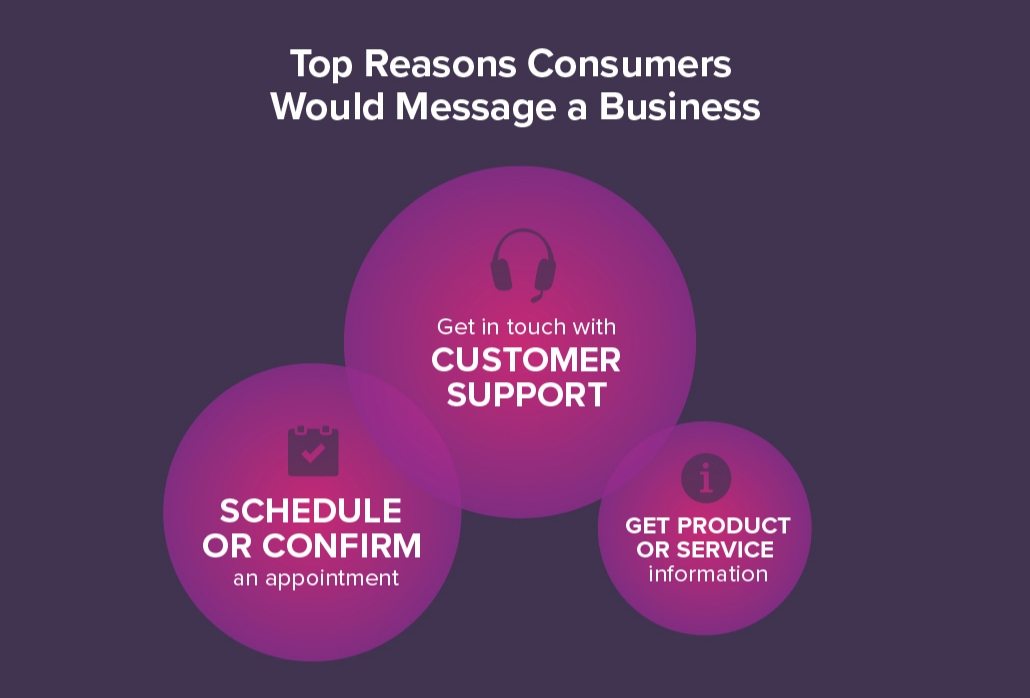 Top Reasons Consumers
Would Message a Business
Get in touch with
CUSTOMER
SUPPORT
SCHEDULE
OR CONFIRM
an appointment
GET PRODUCT
OR SERVICE
information